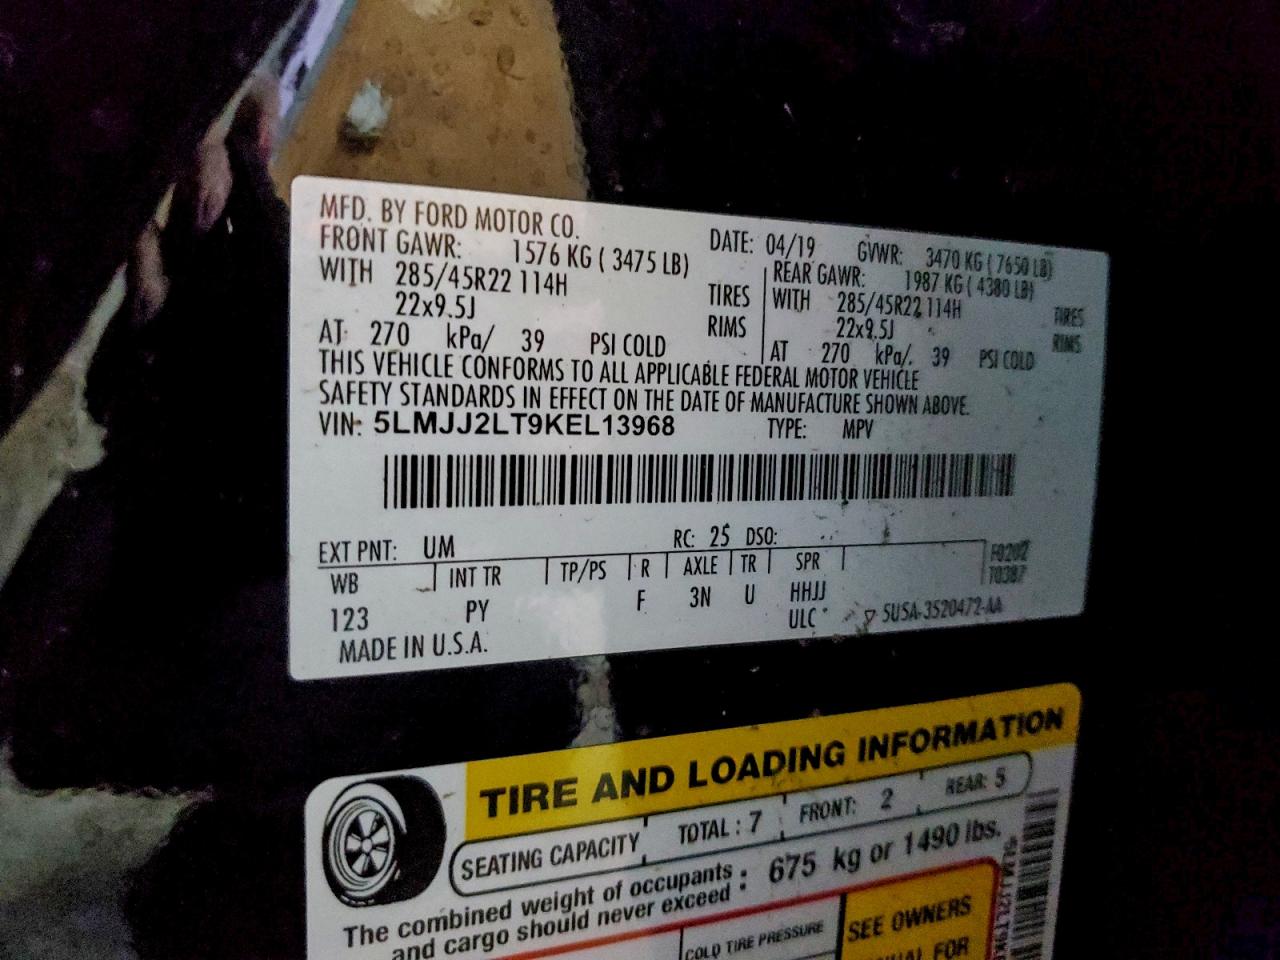 MFD. BY FORD MOTOR CO.
DATE: 04/19 GVWR: 3470 KG ( 7650 LB)
FRONT GAWR: 1576 KG ( 3475 LB)
WITH 285/45R22 114H TIRES
22x9.5J RIMS
AT 270 kPa/ 39 PSI COLD
REAR GAWR: 1987 KG ( 4380 LB)
WITH 285/45R22 114H TIRES
22x9.5J RIMS
AT 270 kPa/ 39 PSI COLD
THIS VEHICLE CONFORMS TO ALL APPLICABLE FEDERAL MOTOR VEHICLE
SAFETY STANDARDS IN EFFECT ON THE DATE OF MANUFACTURE SHOWN ABOVE.
VIN: 5LMJJ2LT9KEL13968 TYPE: MPV
EXT PNT: UM RC: 25 DSO:
WB INT TR TP/PS R AXLE TR SPR
F0202
T0387
123 PY F 3N U HHJJ
ULC 5U5A-3520472-AA
MADE IN U.S.A.
TIRE AND LOADING INFORMATION
SEATING CAPACITY TOTAL : 7 FRONT: 2 REAR: 5
The combined weight of occupants
and cargo should never exceed : 675 kg or 1490 lbs.
COLD TIRE PRESSURE
SEE OWNERS
FOR